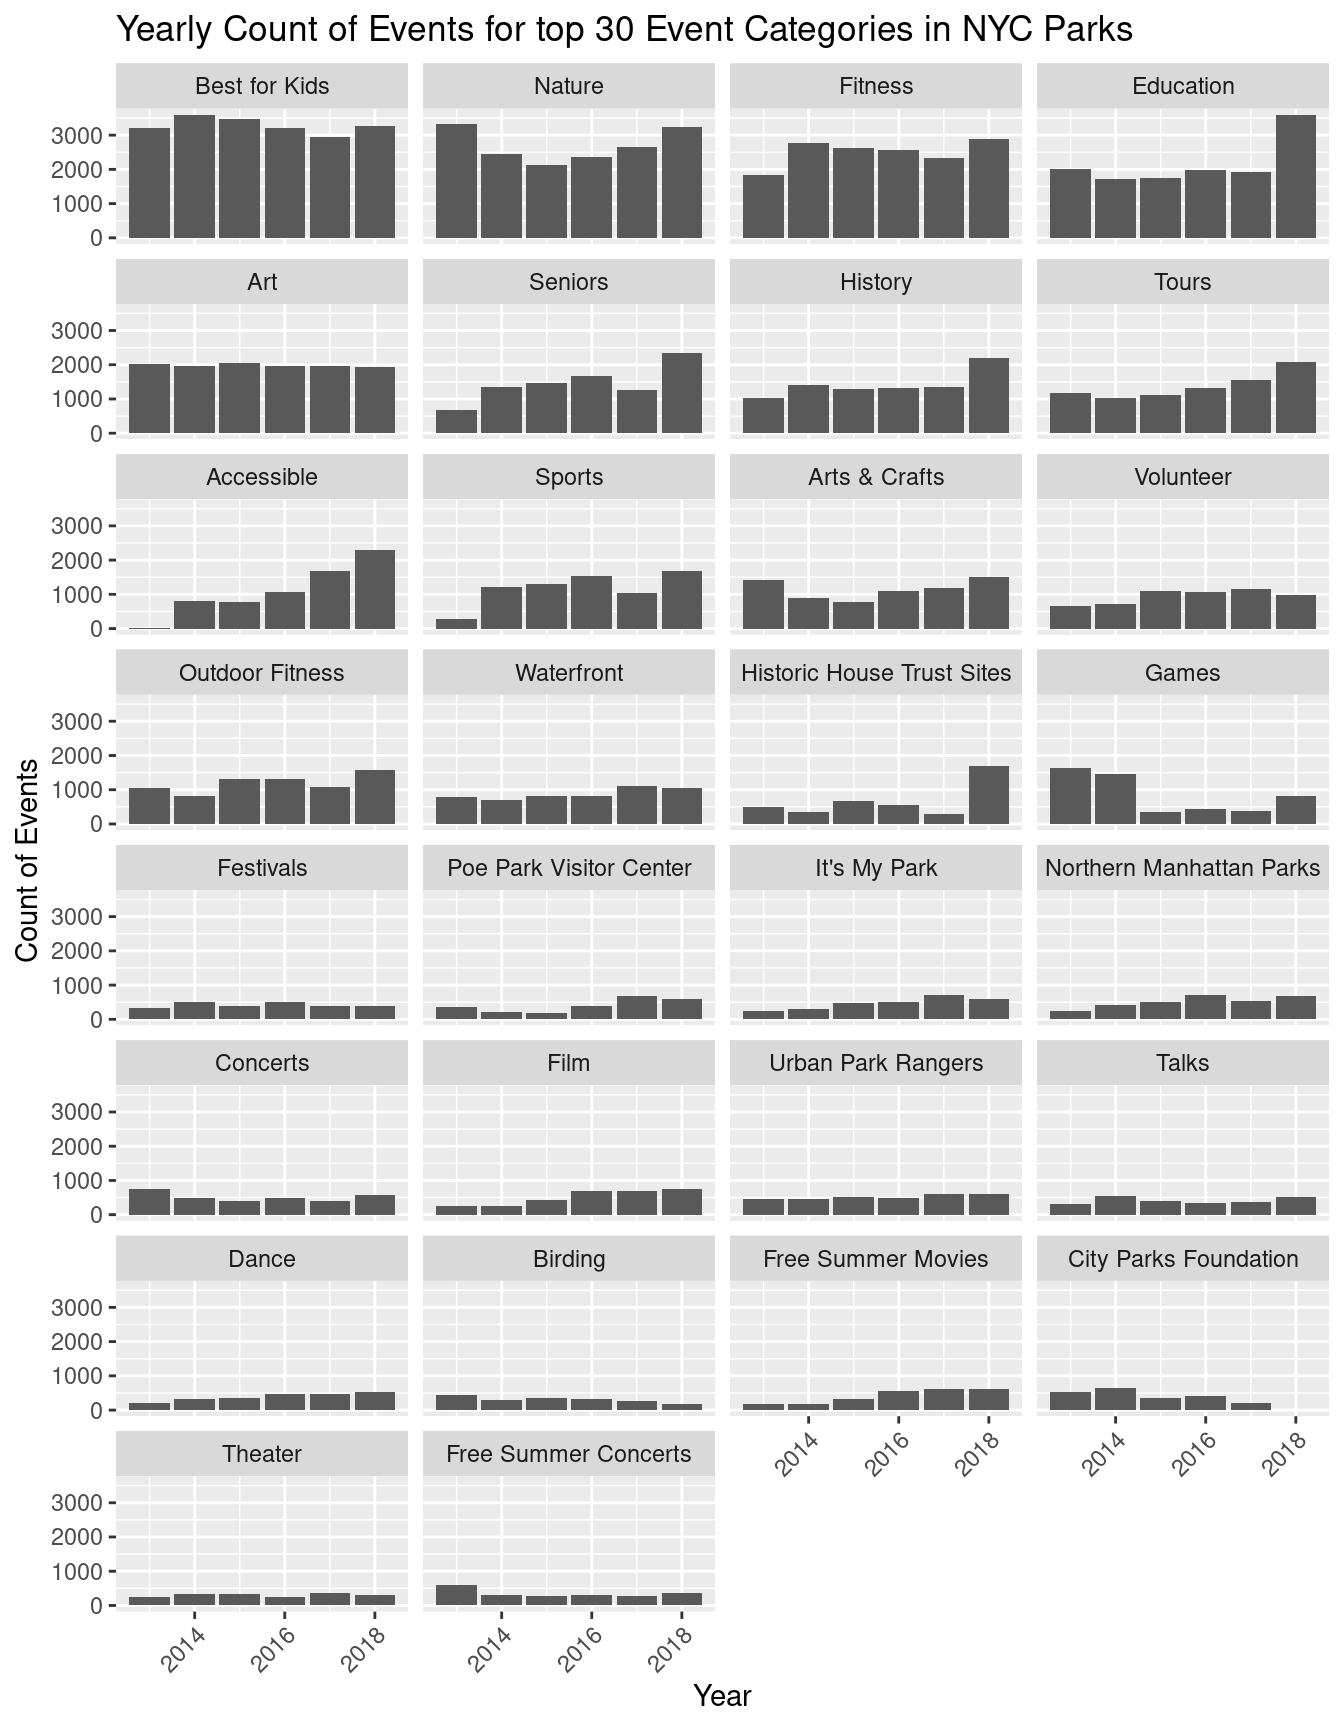 Yearly Count of Events for top 30 Event Categories in NYC Parks
Best for Kids
Nature
Fitness
Education
3000
2000
1000
0
Art
Seniors
History
Tours
3000
2000
1000
0
Accessible
Sports
Arts & Crafts
Volunteer
3000
2000
1000
0
Outdoor Fitness
Waterfront
Historic House Trust Sites
Games
3000
2000
1000
0
Count of Events
Festivals
Poe Park Visitor Center
It's My Park
Northern Manhattan Parks
3000
2000
1000
0
Concerts
Film
Urban Park Rangers
Talks
3000
2000
1000
0
Dance
Birding
Free Summer Movies
City Parks Foundation
3000
2000
1000
0
2014
2016
2018
2014
2016
2018
Theater
Free Summer Concerts
3000
2000
1000
0
2014
2016
2018
2014
2016
2018
Year